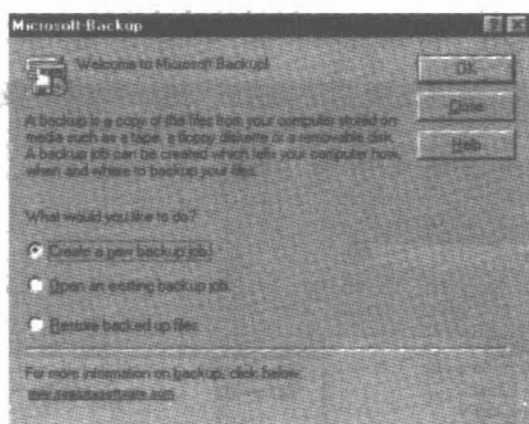 Microsoft Backup
Welcome to Microsoft Backup!
OK
Close
Help
A backup is a copy of the files from your computer stored on
media such as a tape, a floppy diskette or a removable disk.
A backup job can be created which tells your computer how,
when and where to backup your files.
What would you like to do?
Create a new backup job.
Open an existing backup job.
Restore backed up files.
For more information on backup, click below.
www.seagatesoftware.com